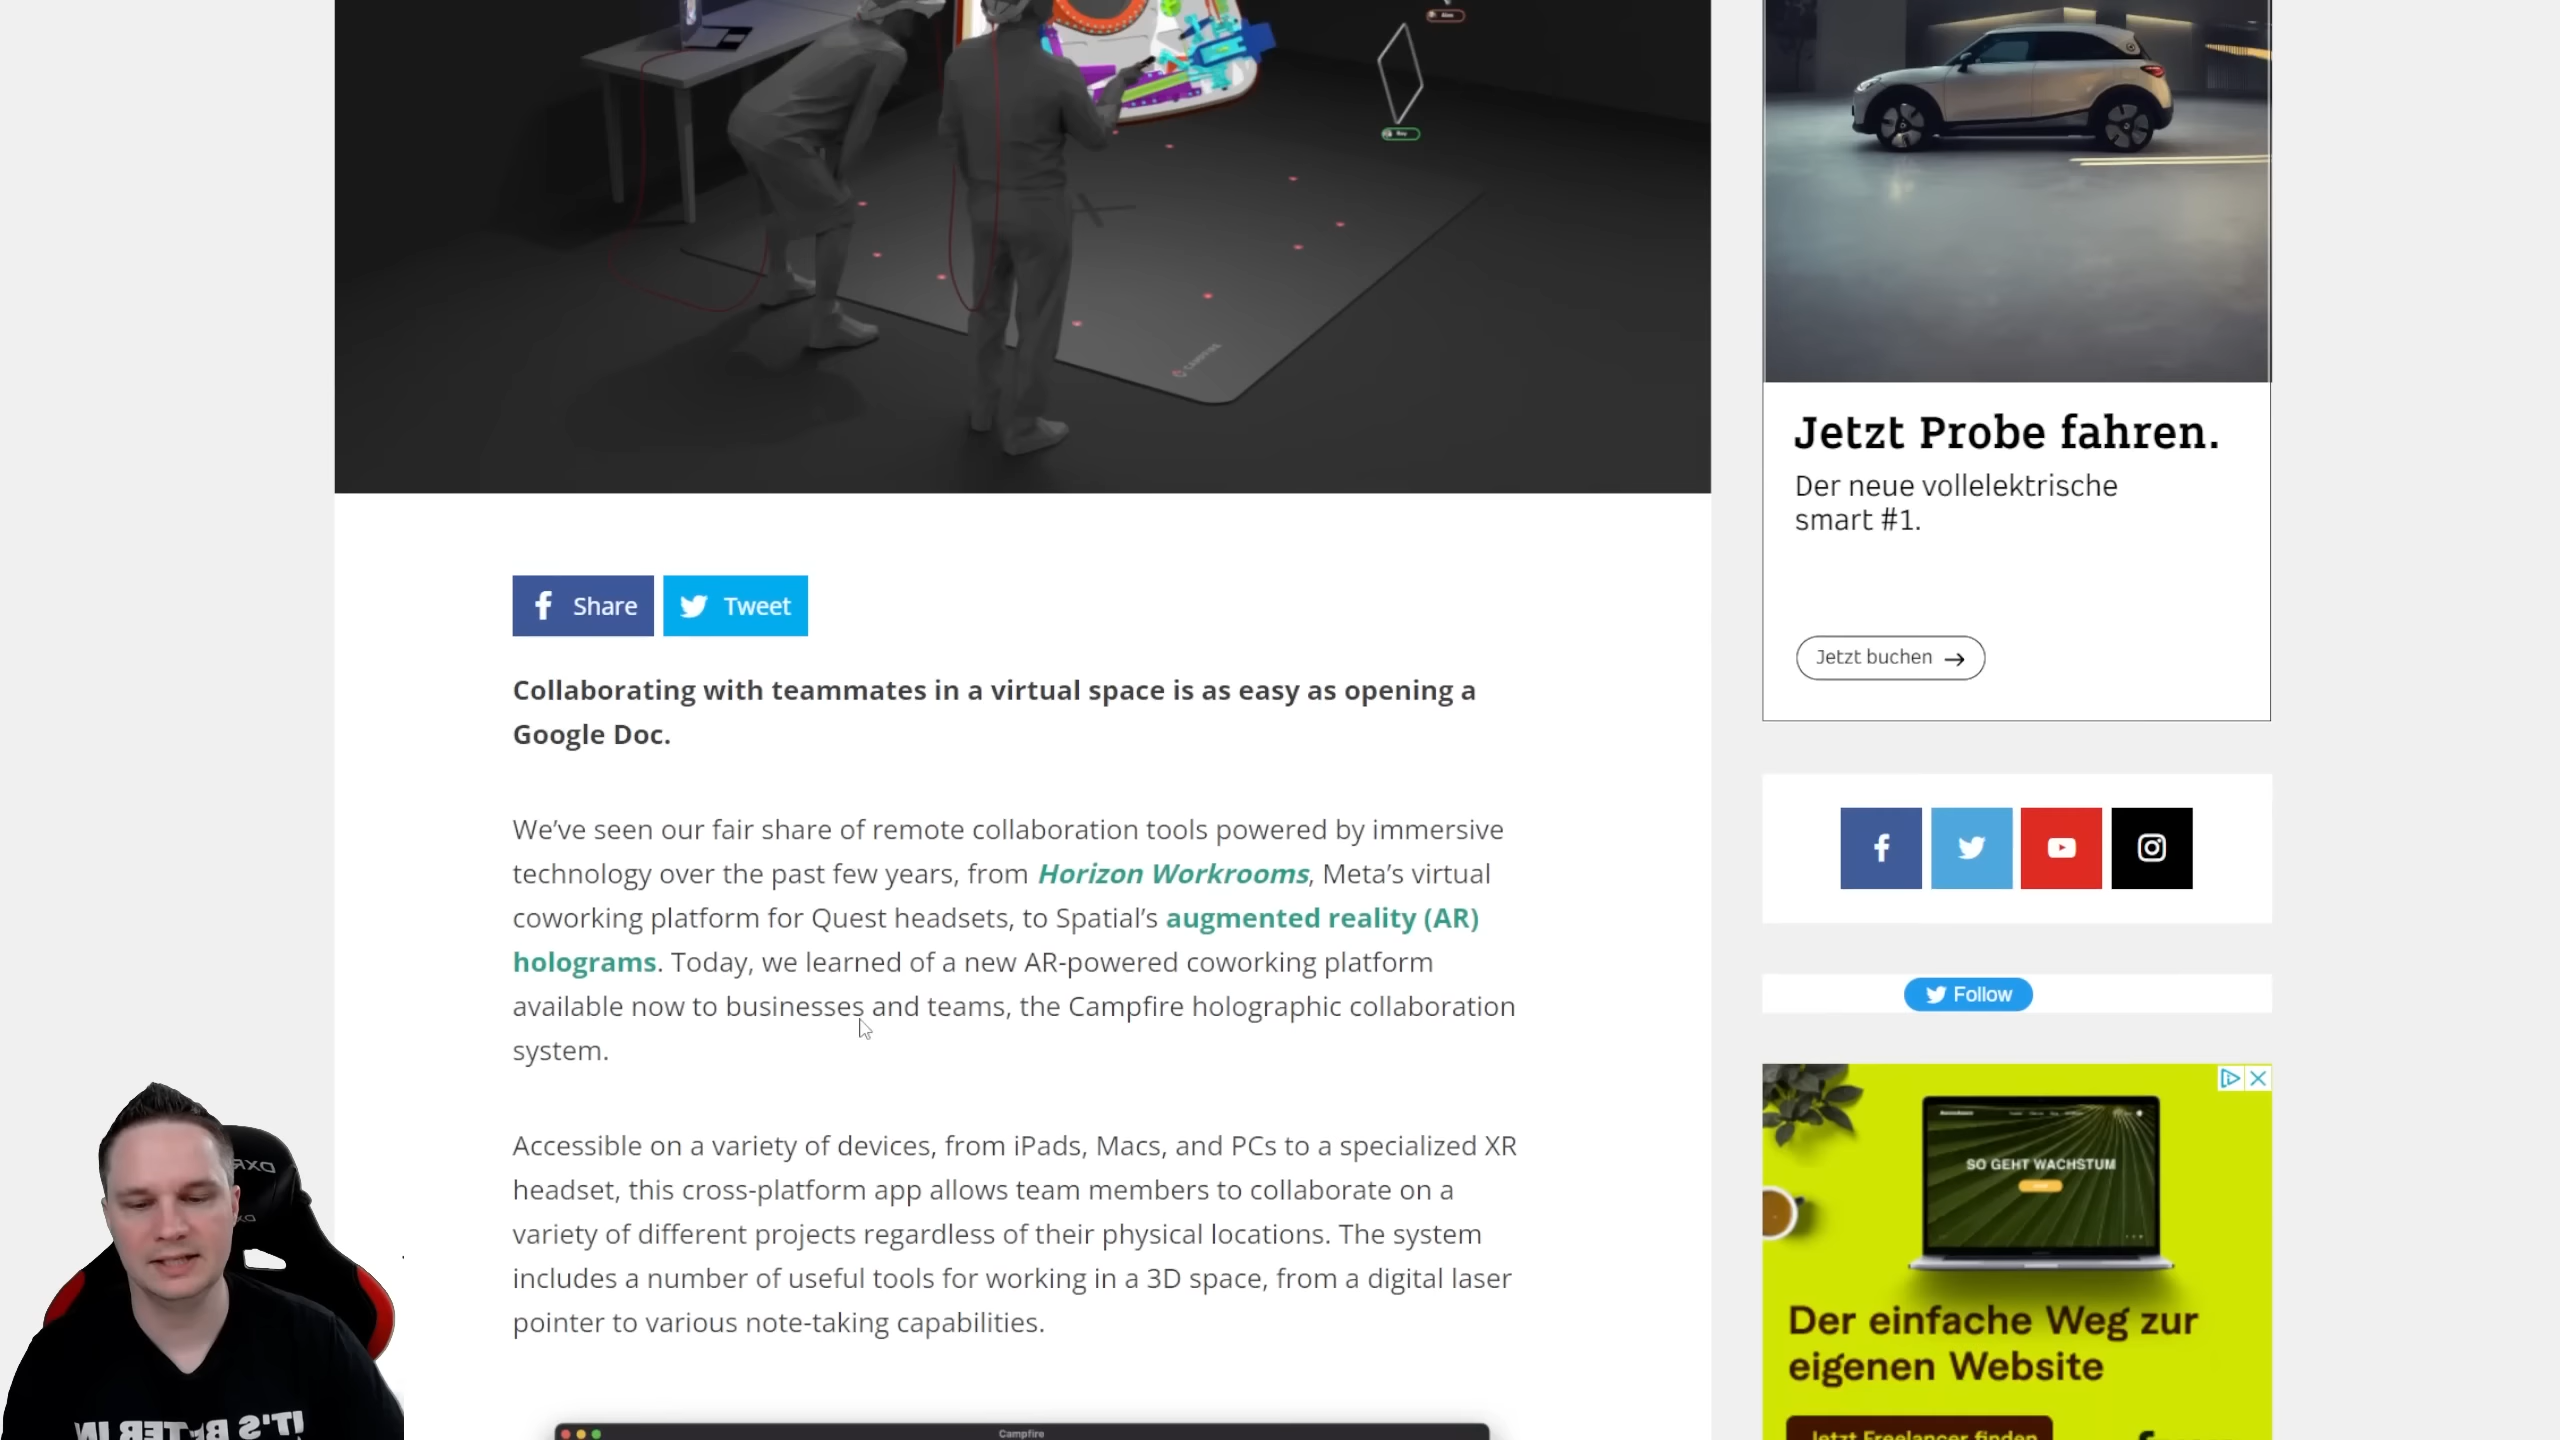 CAMPFIRE
Share
Tweet
Collaborating with teammates in a virtual space is as easy as opening a
Google Doc.
We’ve seen our fair share of remote collaboration tools powered by immersive
technology over the past few years, from Horizon Workrooms, Meta’s virtual
coworking platform for Quest headsets, to Spatial’s augmented reality (AR)
holograms. Today, we learned of a new AR-powered coworking platform
available now to businesses and teams, the Campfire holographic collaboration
system.
Accessible on a variety of devices, from iPads, Macs, and PCs to a specialized XR
headset, this cross-platform app allows team members to collaborate on a
variety of different projects regardless of their physical locations. The system
includes a number of useful tools for working in a 3D space, from a digital laser
pointer to various note-taking capabilities.
Campfire
Jetzt Probe fahren.
Der neue vollelektrische
smart #1.
Jetzt buchen
Follow
SO GEHT WACHSTUM
Der einfache Weg zur
eigenen Website
Jetzt Freelancer finden
IT'S BETTER IN